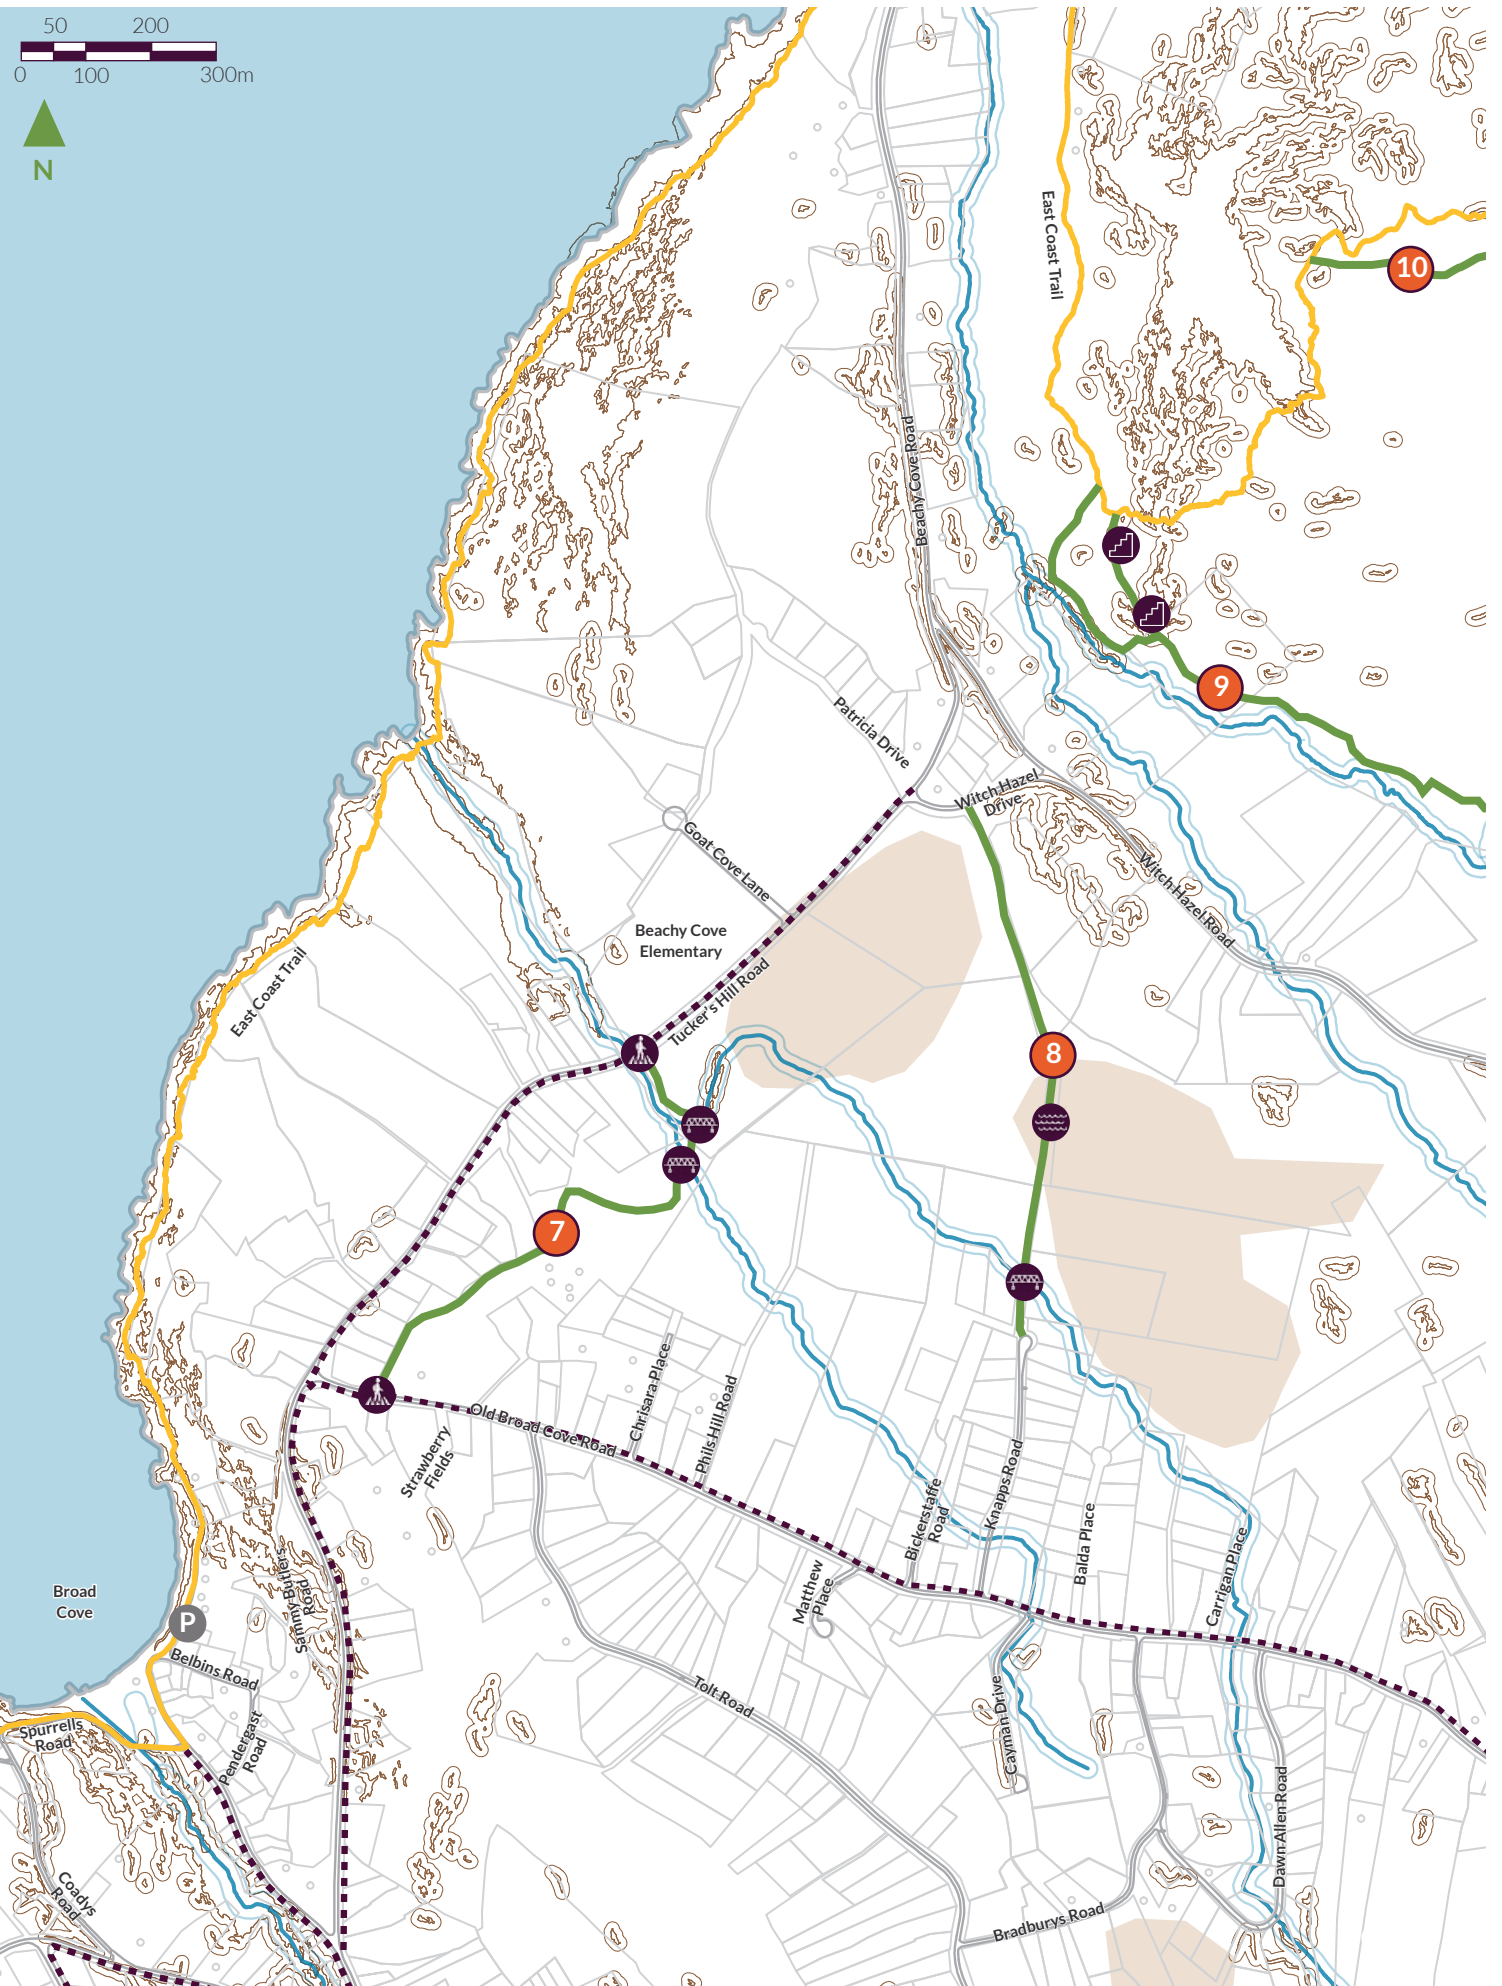 50 200
0 100 300m
N
East Coast Trail
10
Beachy Cove Road
9
Patricia Drive
Witch Hazel
Drive
Goat Cove Lane
Witch Hazel Road
Beachy Cove
Elementary
East Coast Trail
Tucker's Hill Road
8
7
Chrisara Place
Phils Hill Road
Old Broad Cove Road
Strawberry
Fields
Knapps Road
Bickerstaffe
Road
Balda Place
Carrigan Place
Matthew
Place
Sammy Butlers
Road
Broad
Cove
P
Belbins Road
Tolt Road
Cayman Drive
Spurrells
Road
Pendergast
Road
Dawn Allen Road
Coadys
Road
Bradburys Road